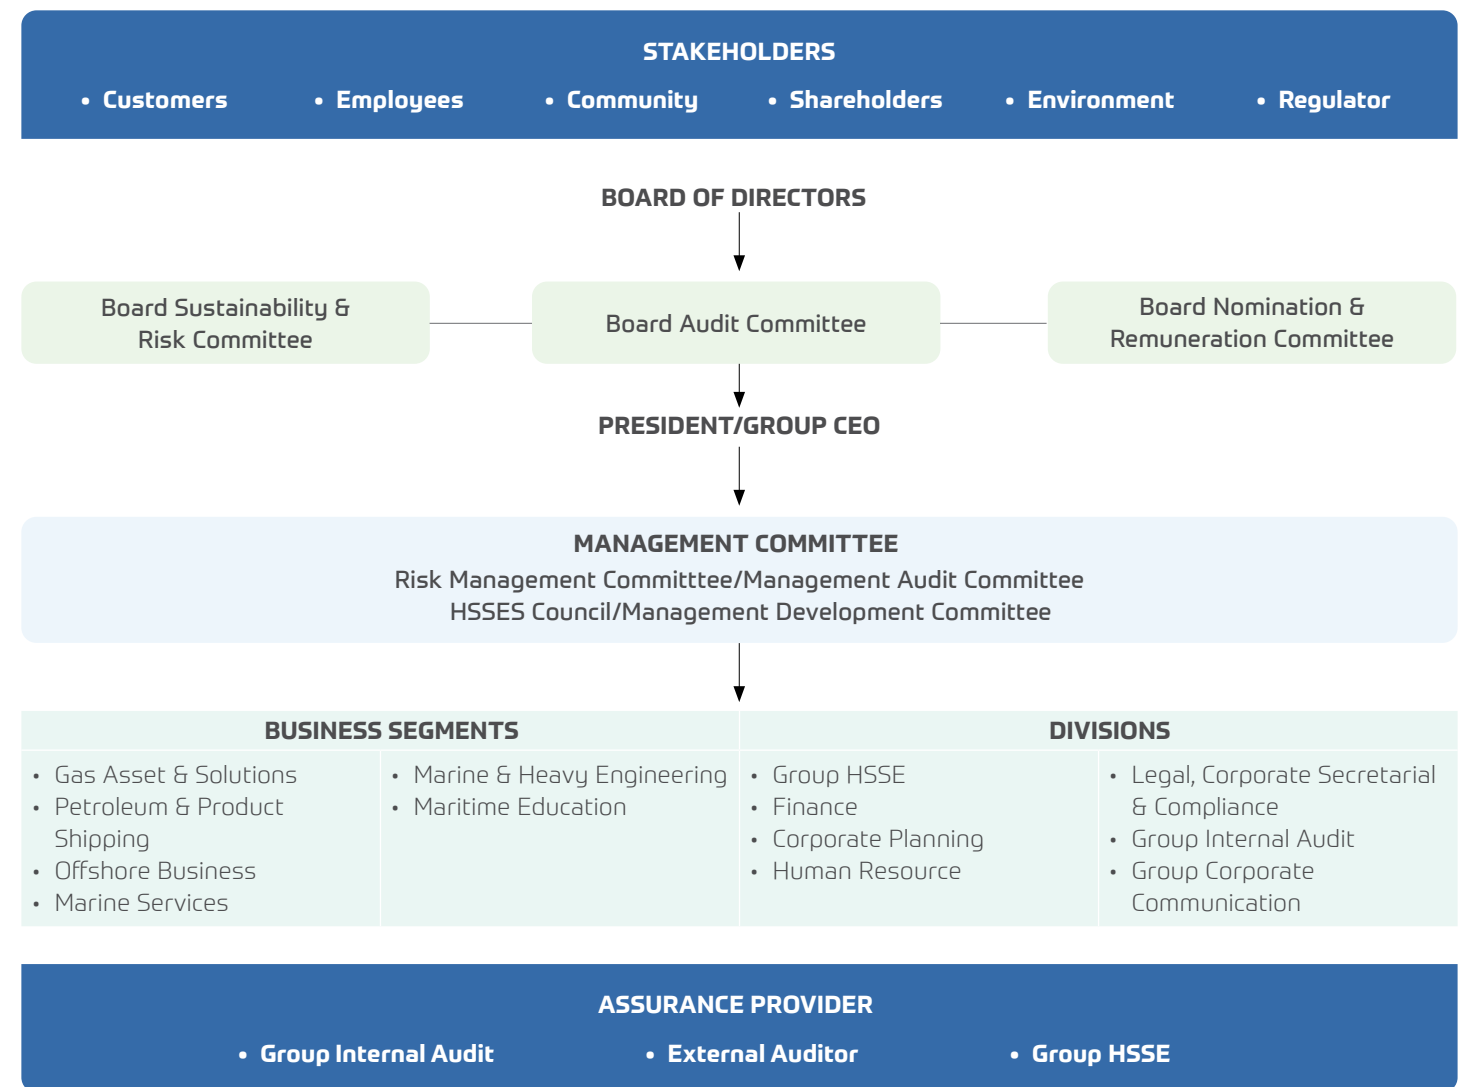 STAKEHOLDERS
• Customers • Employees • Community • Shareholders • Environment • Regulator
BOARD OF DIRECTORS
Board Sustainability &
Risk Committee
Board Audit Committee
Board Nomination &
Remuneration Committee
PRESIDENT/GROUP CEO
MANAGEMENT COMMITTEE
Risk Management Committtee/Management Audit Committee
HSSES Council/Management Development Committee
BUSINESS SEGMENTS
• Gas Asset & Solutions
• Petroleum & Product
Shipping
• Offshore Business
• Marine Services
• Marine & Heavy Engineering
• Maritime Education
DIVISIONS
• Group HSSE
• Finance
• Corporate Planning
• Human Resource
• Legal, Corporate Secretarial
& Compliance
• Group Internal Audit
• Group Corporate
Communication
ASSURANCE PROVIDER
• Group Internal Audit • External Auditor • Group HSSE